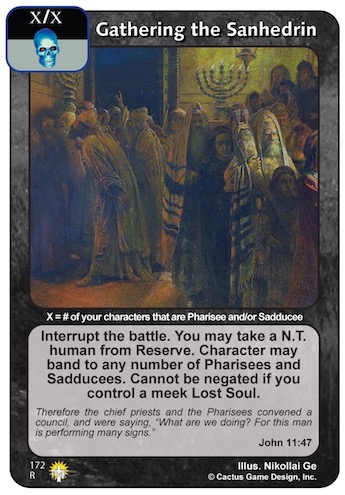 X/X
Gathering the Sanhedrin
X = # of your characters that are Pharisee and/or Sadducee
Interrupt the battle. You may take a N.T.
human from Reserve. Character may
band to any number of Pharisees and
Sadducees. Cannot be negated if you
control a meek Lost Soul.
Therefore the chief priests and the Pharisees convened a
council, and were saying, “What are we doing? For this man
is performing many signs.”
John 11:47
172
R
Illus. Nikollai Ge
© Cactus Game Design, Inc.